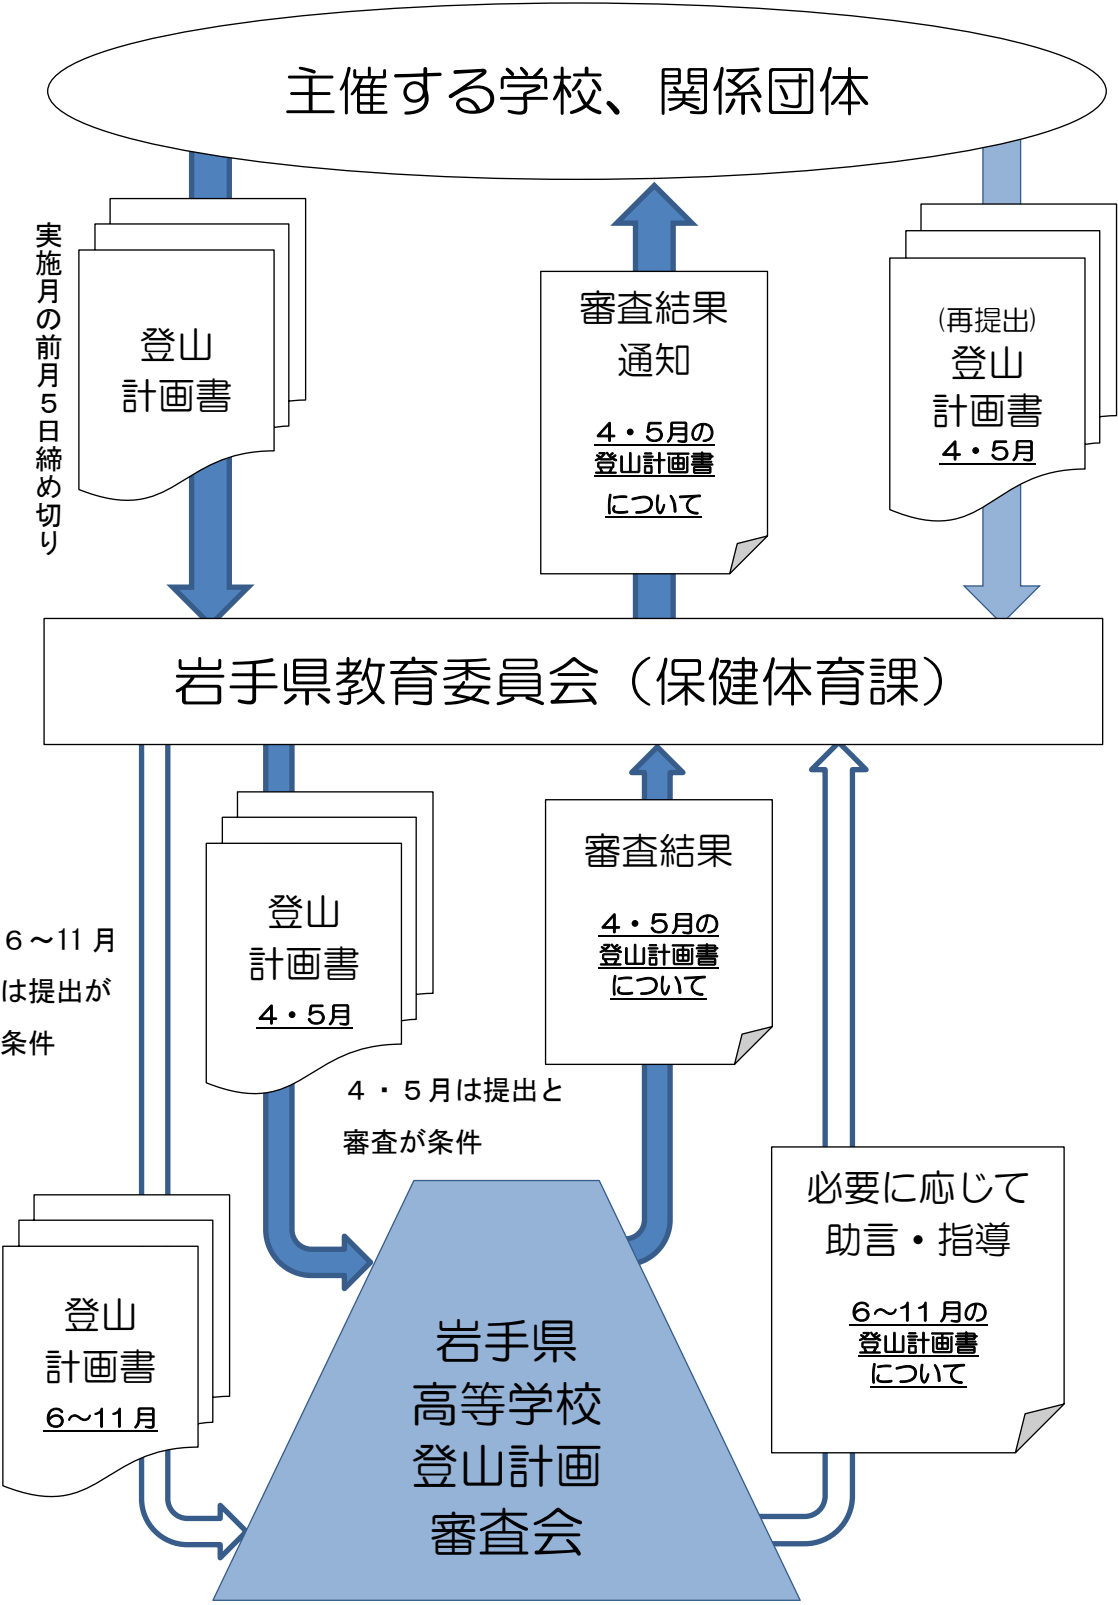 主催する学校、関係団体
実施月の前月５日締め切り
登山
計画書
審査結果
通知
４・５月の
登山計画書
について
(再提出)
登山
計画書
４・５月
岩手県教育委員会（保健体育課）
６～11 月
は提出が
条件
登山
計画書
４・５月
４・５月は提出と
審査が条件
審査結果
４・５月の
登山計画書
について
登山
計画書
６～11 月
岩手県
高等学校
登山計画
審査会
必要に応じて
助言・指導
６～11 月の
登山計画書
について